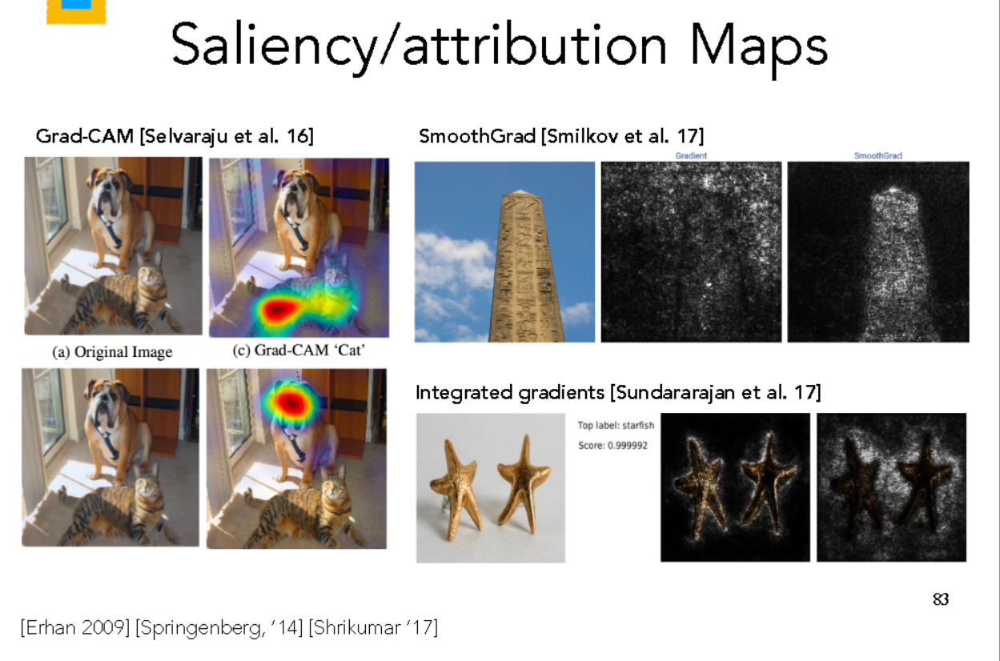 Saliency/attribution Maps
Grad-CAM [Selvaraju et al. 16]
(a) Original Image
(c) Grad-CAM ‘Cat’
SmoothGrad [Smilkov et al. 17]
Gradient
SmoothGrad
Integrated gradients [Sundararajan et al. 17]
Top label: starfish
Score: 0.999992
83
[Erhan 2009] [Springenberg, ‘14] [Shrikumar ‘17]